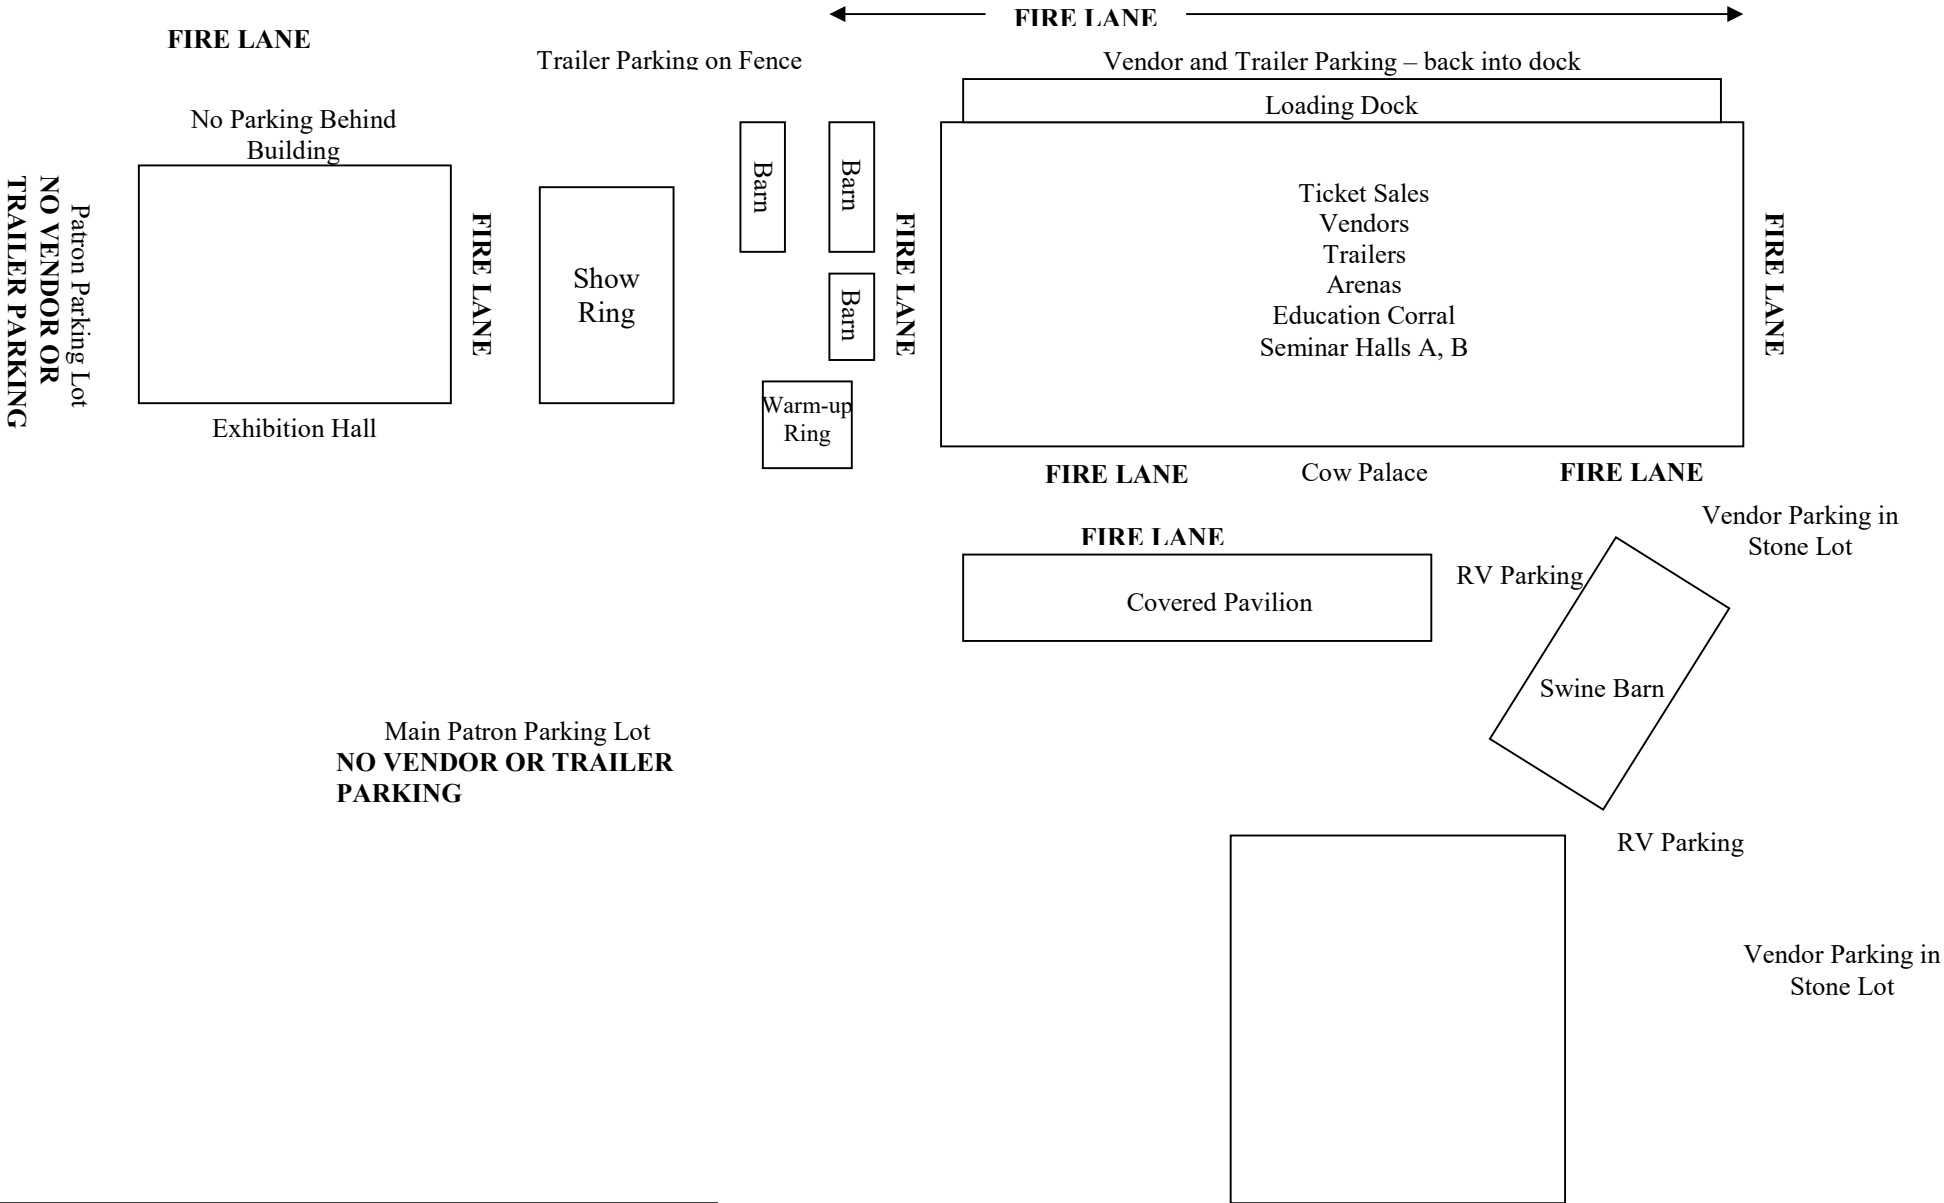 FIRE LANE
FIRE LANE
Trailer Parking on Fence
Vendor and Trailer Parking – back into dock
Loading Dock
No Parking Behind
Building
Patron Parking Lot
NO VENDOR OR
TRAILER PARKING
FIRE LANE
Exhibition Hall
Show
Ring
Barn
Barn
Barn
Warm-up
Ring
FIRE LANE
Ticket Sales
Vendors
Trailers
Arenas
Education Corral
Seminar Halls A, B
FIRE LANE
FIRE LANE
Cow Palace
FIRE LANE
Vendor Parking in
Stone Lot
FIRE LANE
RV Parking
Covered Pavilion
Swine Barn
Main Patron Parking Lot
NO VENDOR OR TRAILER
PARKING
RV Parking
Vendor Parking in
Stone Lot